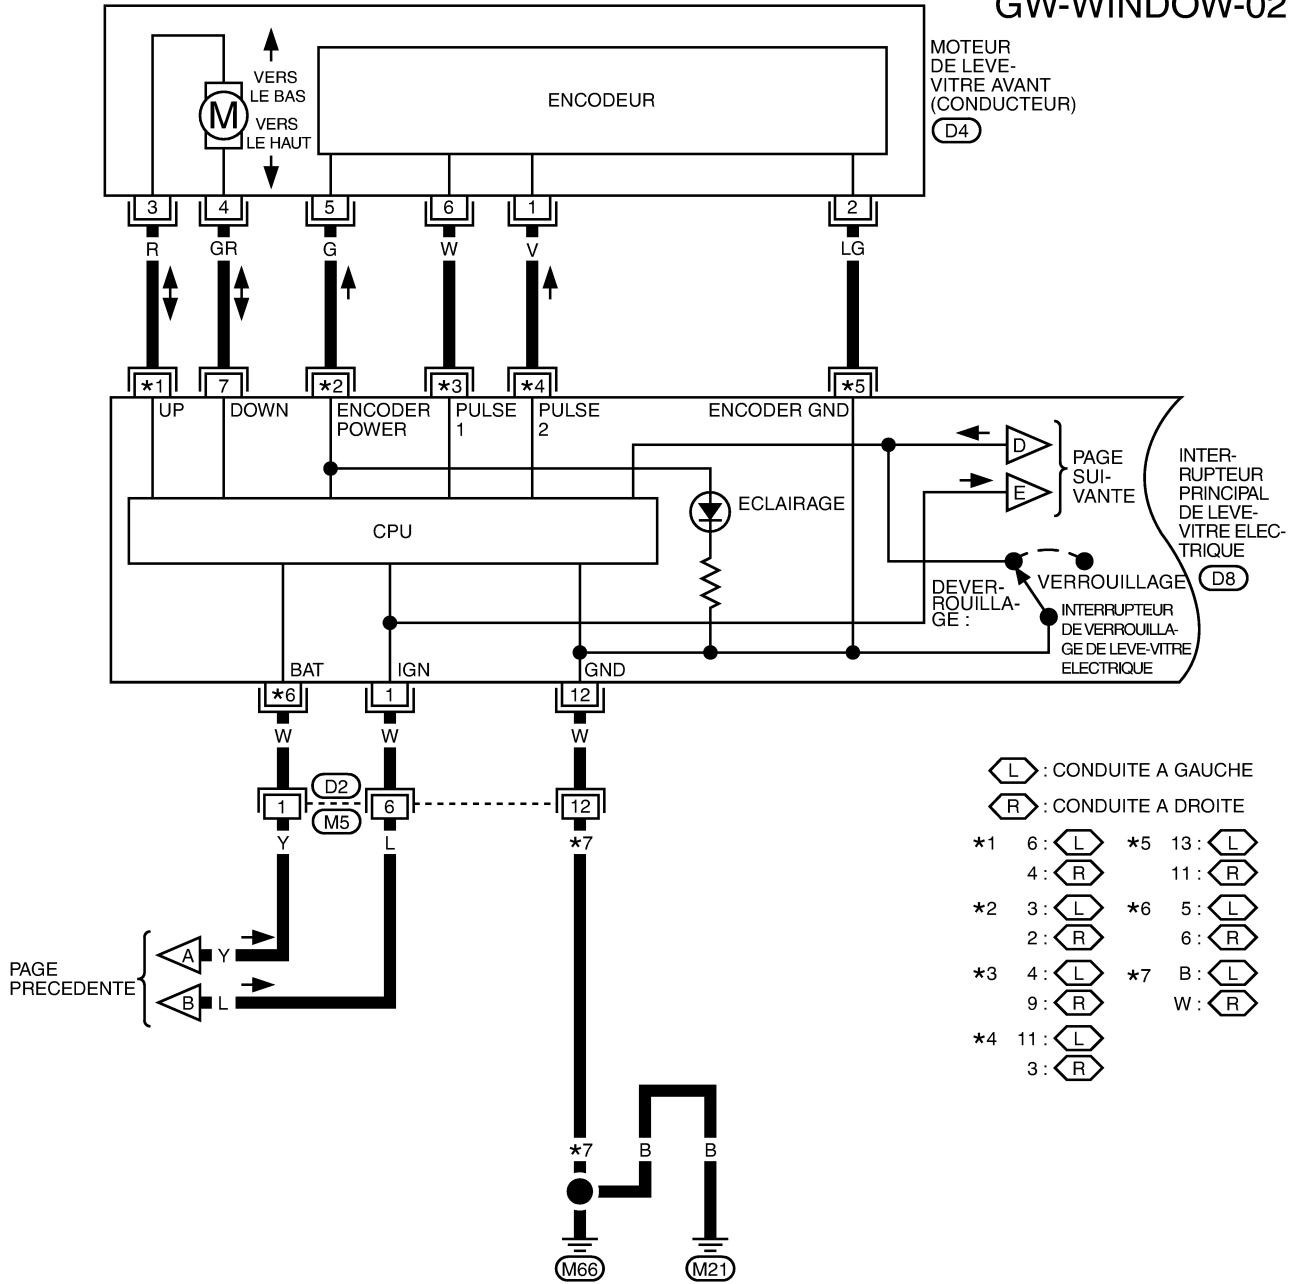 GW-WINDOW-02
MOTEUR
DE LEVE-
VITRE AVANT
(CONDUCTEUR)
D4
VERS
LE BAS
M
VERS
LE HAUT
ENCODEUR
3 4 5 6 1 2
R GR G W V LG
*1 7 *2 *3 *4 *5
UP DOWN ENCODER PULSE PULSE ENCODER GND
POWER 1 2
D
E
PAGE
SUI-
VANTE
INTER-
RUPTEUR
PRINCIPAL
DE LEVE-
VITRE ELEC-
TRIQUE
D8
ECLAIRAGE
CPU
DEVER-
ROUILLA-
GE :
VERROUILLAGE
INTERRUPTEUR
DE VERROUILLA-
GE DE LEVE-VITRE
ELECTRIQUE
BAT IGN GND
*6 1 12
W W W
D2
1 6 12
M5
Y L *7
A Y
B L
PAGE
PRECEDENTE
L : CONDUITE A GAUCHE
R : CONDUITE A DROITE
*1 6 : L *5 13 : L
4 : R 11 : R
*2 3 : L *6 5 : L
2 : R 6 : R
*3 4 : L *7 B : L
9 : R W : R
*4 11 : L
3 : R
*7 B B
M66 M21